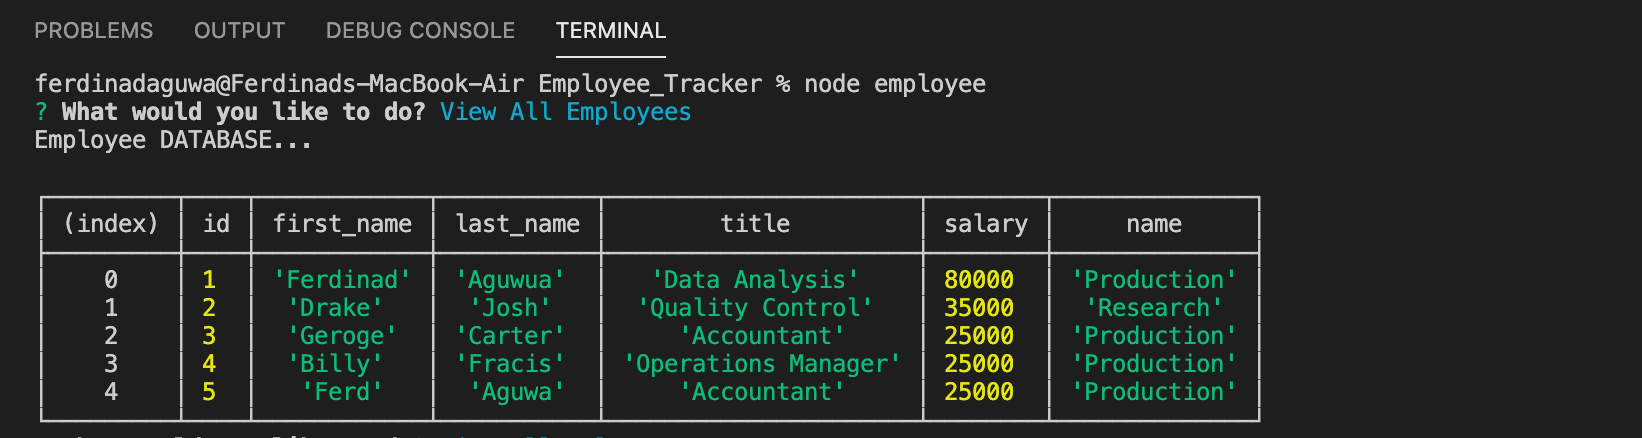 PROBLEMS OUTPUT DEBUG CONSOLE TERMINAL
ferdinadaguwa@Ferdinads-MacBook-Air Employee_Tracker % node employee
? What would you like to do? View All Employees
Employee DATABASE...
(index) id first_name last_name title salary name
0 1 'Ferdinad' 'Aguwua' 'Data Analysis' 80000 'Production'
1 2 'Drake' 'Josh' 'Quality Control' 35000 'Research'
2 3 'Geroge' 'Carter' 'Accountant' 25000 'Production'
3 4 'Billy' 'Fracis' 'Operations Manager' 25000 'Production'
4 5 'Ferd' 'Aguwa' 'Accountant' 25000 'Production'